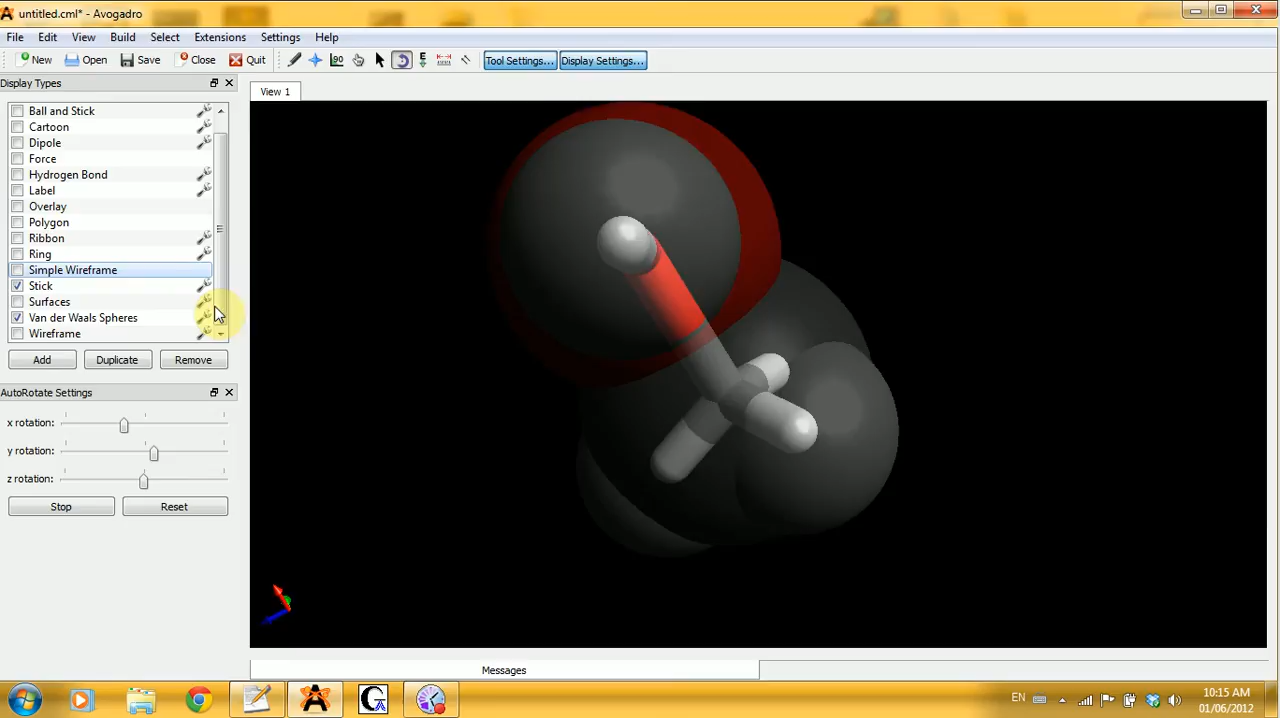 untitled.cml* - Avogadro
File Edit View Build Select Extensions Settings Help
New Open Save Close Quit 90 E Tool Settings... Display Settings...
Display Types
View 1
Ball and Stick
Cartoon
Dipole
Force
Hydrogen Bond
Label
Overlay
Polygon
Ribbon
Ring
Simple Wireframe
Stick
Surfaces
Van der Waals Spheres
Wireframe
Add Duplicate Remove
AutoRotate Settings
x rotation:
y rotation:
z rotation:
Stop Reset
Messages
EN
10:15 AM
01/06/2012